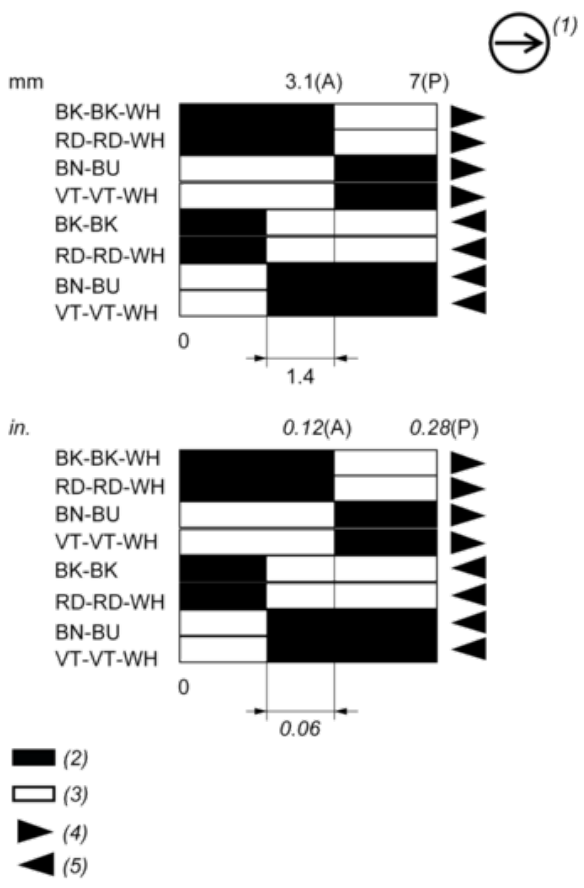 (1)
mm 3.1(A) 7(P)
BK-BK-WH
RD-RD-WH
BN-BU
VT-VT-WH
BK-BK
RD-RD-WH
BN-BU
VT-VT-WH
0
1.4
in. 0.12(A) 0.28(P)
BK-BK-WH
RD-RD-WH
BN-BU
VT-VT-WH
BK-BK
RD-RD-WH
BN-BU
VT-VT-WH
0
0.06
(2)
(3)
(4)
(5)